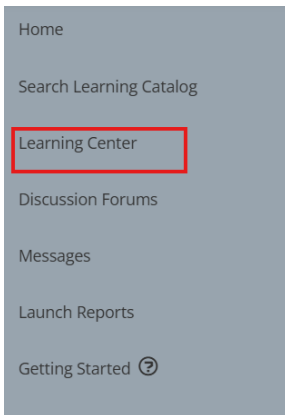 Home
Search Learning Catalog
Learning Center
Discussion Forums
Messages
Launch Reports
Getting Started ?